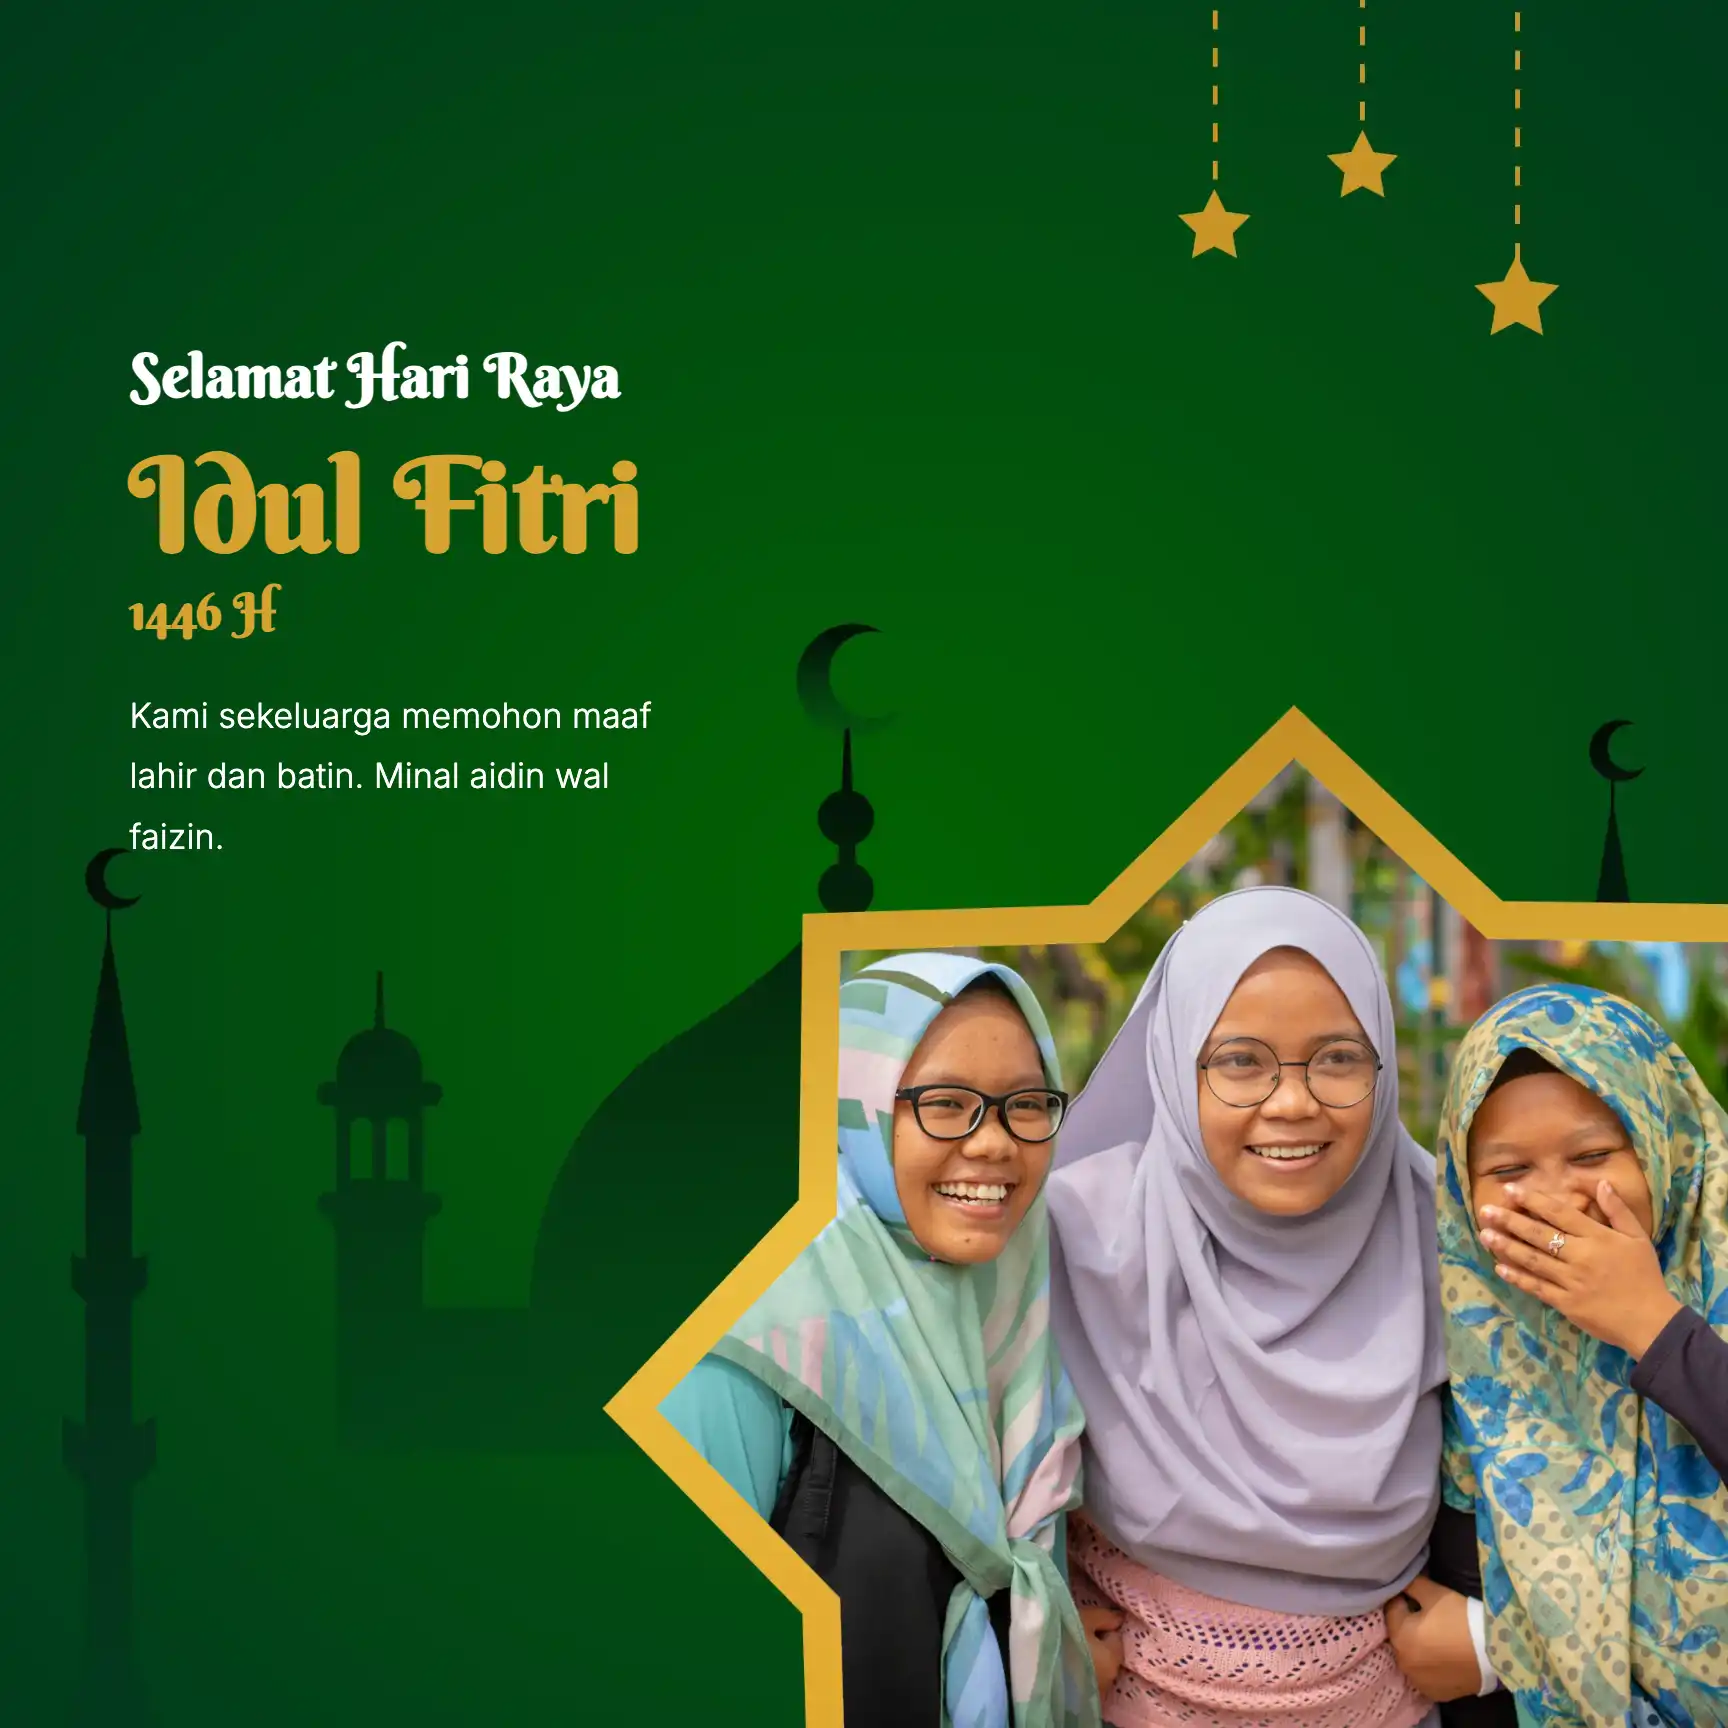 Selamat Hari Raya
Idul Fitri
1446 H
Kami sekeluarga memohon maaf
lahir dan batin. Minal aidin wal
faizin.